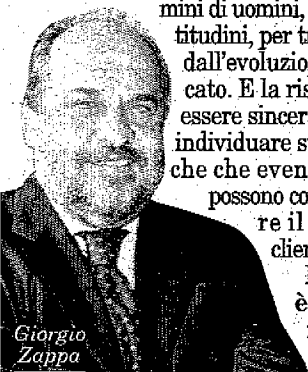 mini di uomini,
titudini, per t
dall'evoluzio
cato. E la ris
essere sincer
individuare s
che che even
possono co
re il
clien
è
Giorgio
Zappa